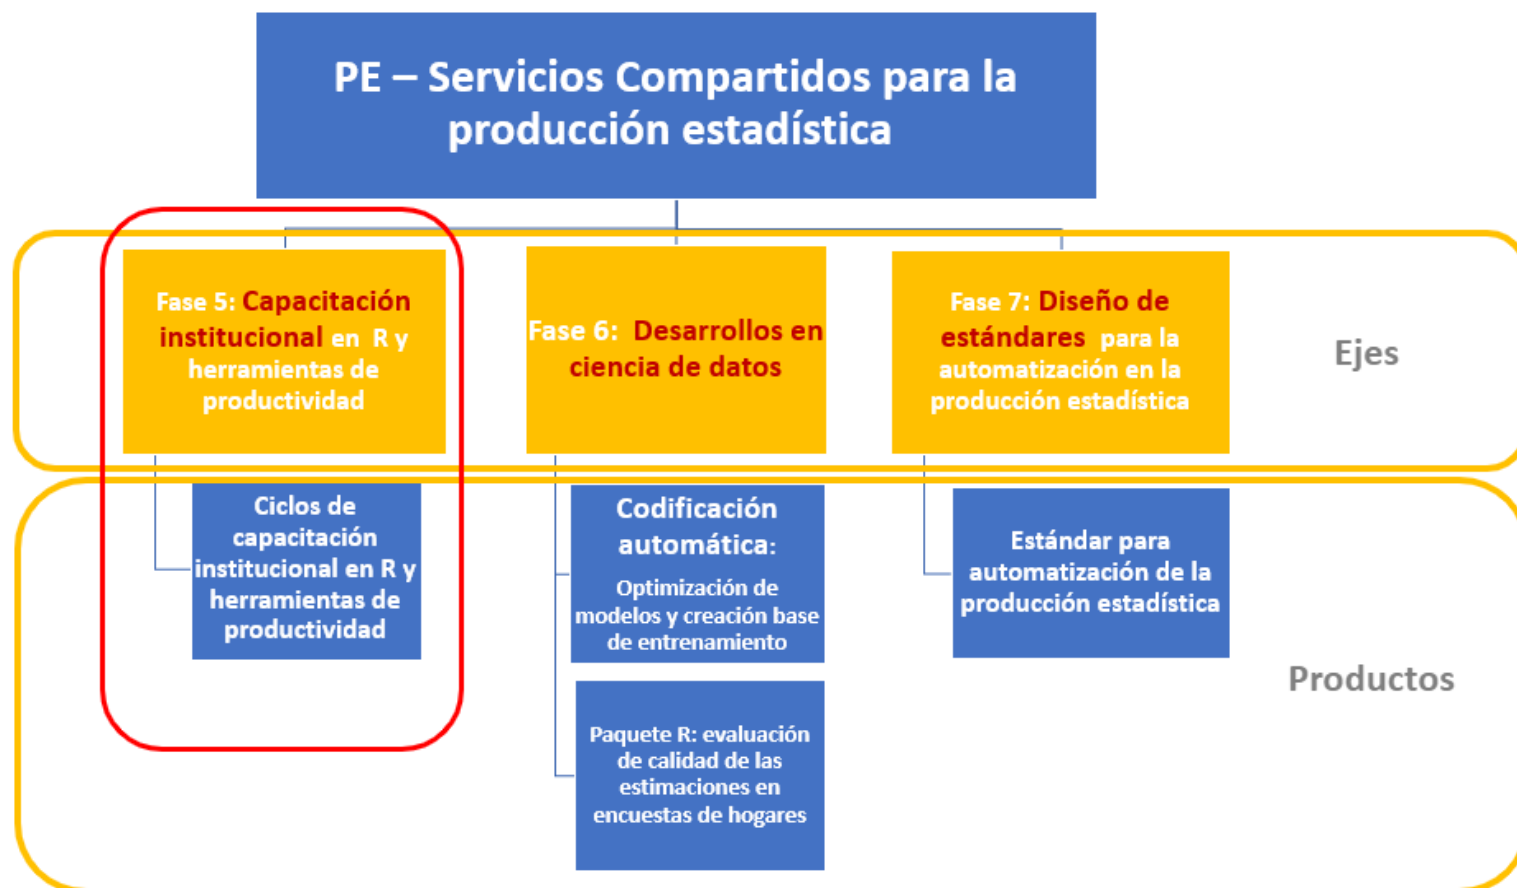 PE – Servicios Compartidos para la
producción estadística
Fase 5: Capacitación
institucional en R y
herramientas de
productividad
Fase 6: Desarrollos en
ciencia de datos
Fase 7: Diseño de
estándares para la
automatización en la
producción estadística
Ejes
Ciclos de
capacitación
institucional en R y
herramientas de
productividad
Codificación
automática:
Optimización de
modelos y creación base
de entrenamiento
Paquete R: evaluación
de calidad de las
estimaciones en
encuestas de hogares
Estándar para
automatización de la
producción estadística
Productos